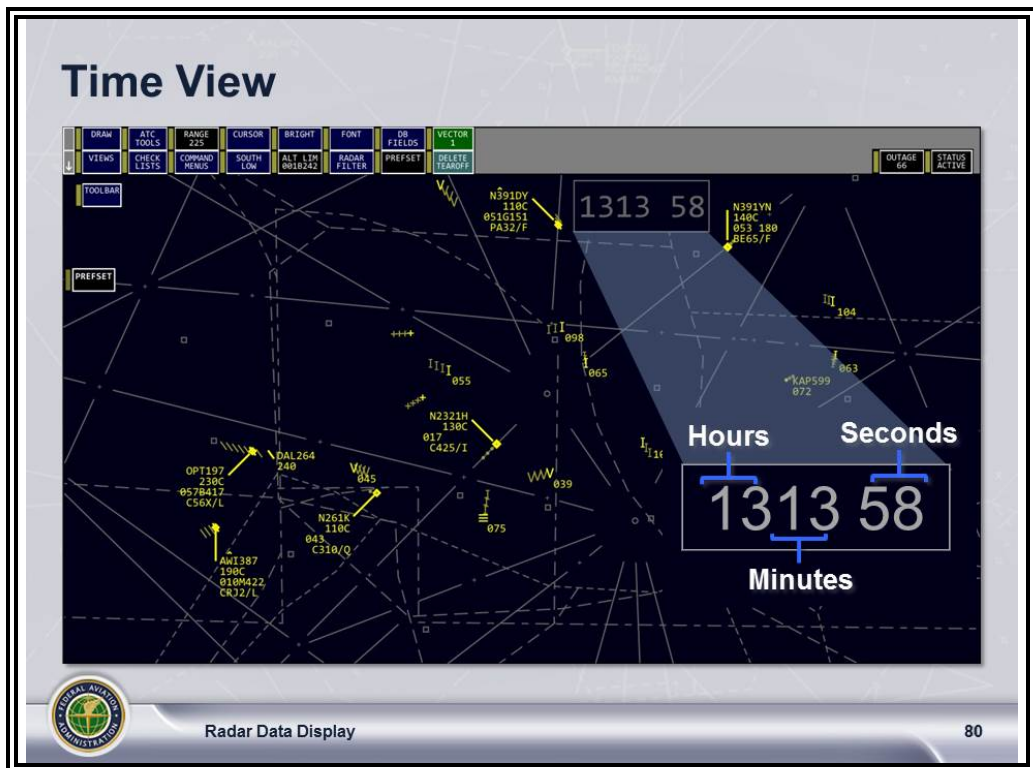 Time View
DRAW
ATC
TOOLS
RANGE
225
CURSOR
BRIGHT
FONT
DB
FIELDS
VECTOR
1
↓
VIEWS
CHECK
LISTS
COMMAND
MENUS
SOUTH
LOW
ALT LIM
001B242
RADAR
FILTER
PREFSET
DELETE
TEAROFF
OUTAGE
66
STATUS
ACTIVE
TOOLBAR
PREFSET
N391DY
110C
051G151
PA32/F
1313 58
N391YN
140C
053 180
BE65/F
104
098
065
063
KAP599
072
055
N2321H
130C
017
C425/I
DAL264
240
OPT197
230C
057B417
C56X/L
V
045
V
039
075
N261K
110C
043
C310/Q
AWI387
190C
010M422
CRJ2/L
Hours
Seconds
1313 58
Minutes
FEDERAL AVIATION
ADMINISTRATION
Radar Data Display
80